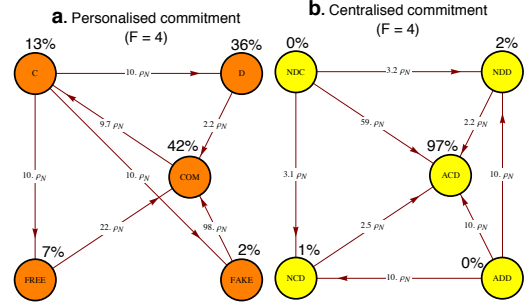 a. Personalised commitment
(F = 4)
13%
36%
C
10. ρN
D
9.7 ρN
2.2 ρN
42%
10. ρN
10. ρN
COM
22. ρN
98. ρN
7%
2%
FREE
FAKE
b. Centralised commitment
(F = 4)
0%
2%
NDC
3.2 ρN
NDD
59. ρN
2.2 ρN
97%
3.1 ρN
ACD
10. ρN
2.5 ρN
10. ρN
1%
0%
NCD
10. ρN
ADD